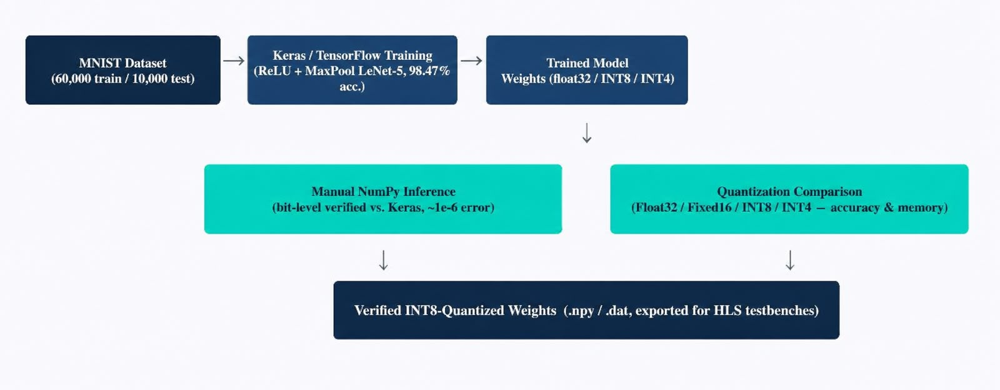 MNIST Dataset
(60,000 train / 10,000 test)
Keras / TensorFlow Training
(ReLU + MaxPool LeNet-5, 98.47%
acc.)
Trained Model
Weights (float32 / INT8 / INT4)
Manual NumPy Inference
(bit-level verified vs. Keras, ~1e-6 error)
Quantization Comparison
(Float32 / Fixed16 / INT8 / INT4 — accuracy & memory)
Verified INT8-Quantized Weights (.npy / .dat, exported for HLS testbenches)